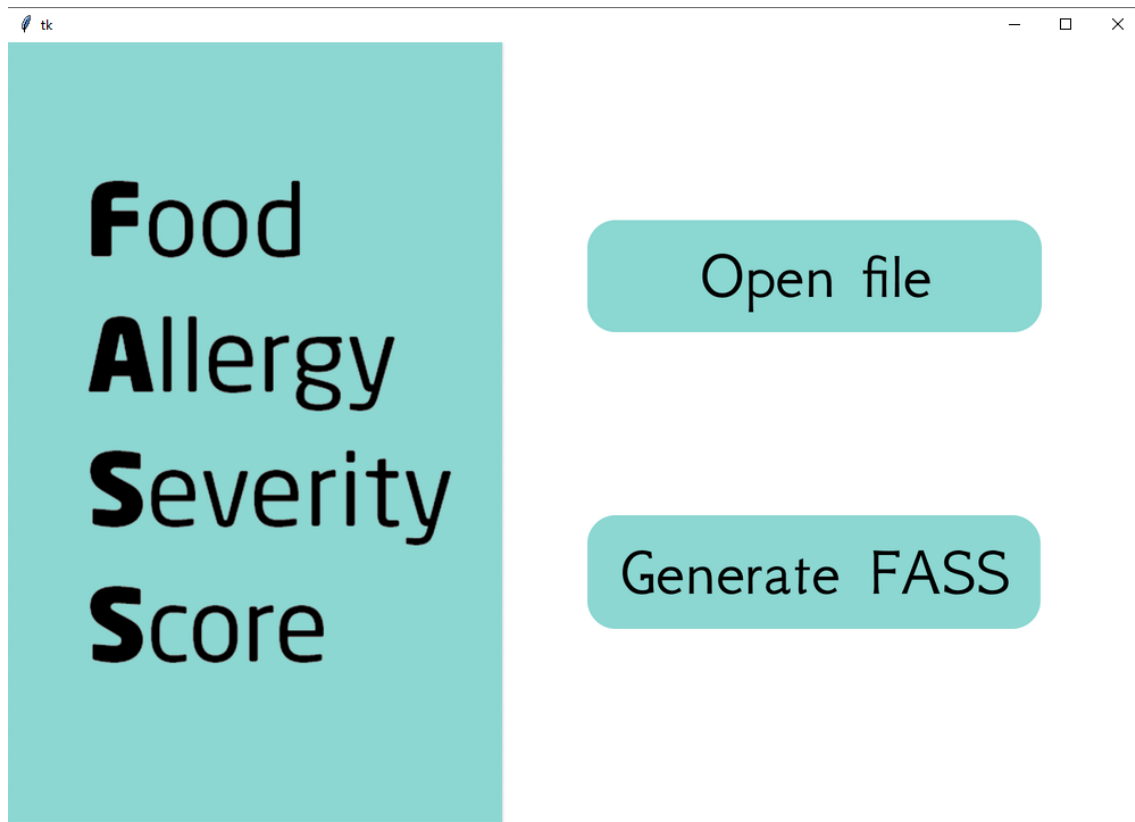 tk
Food
Allergy
Severity
Score
Open file
Generate FASS